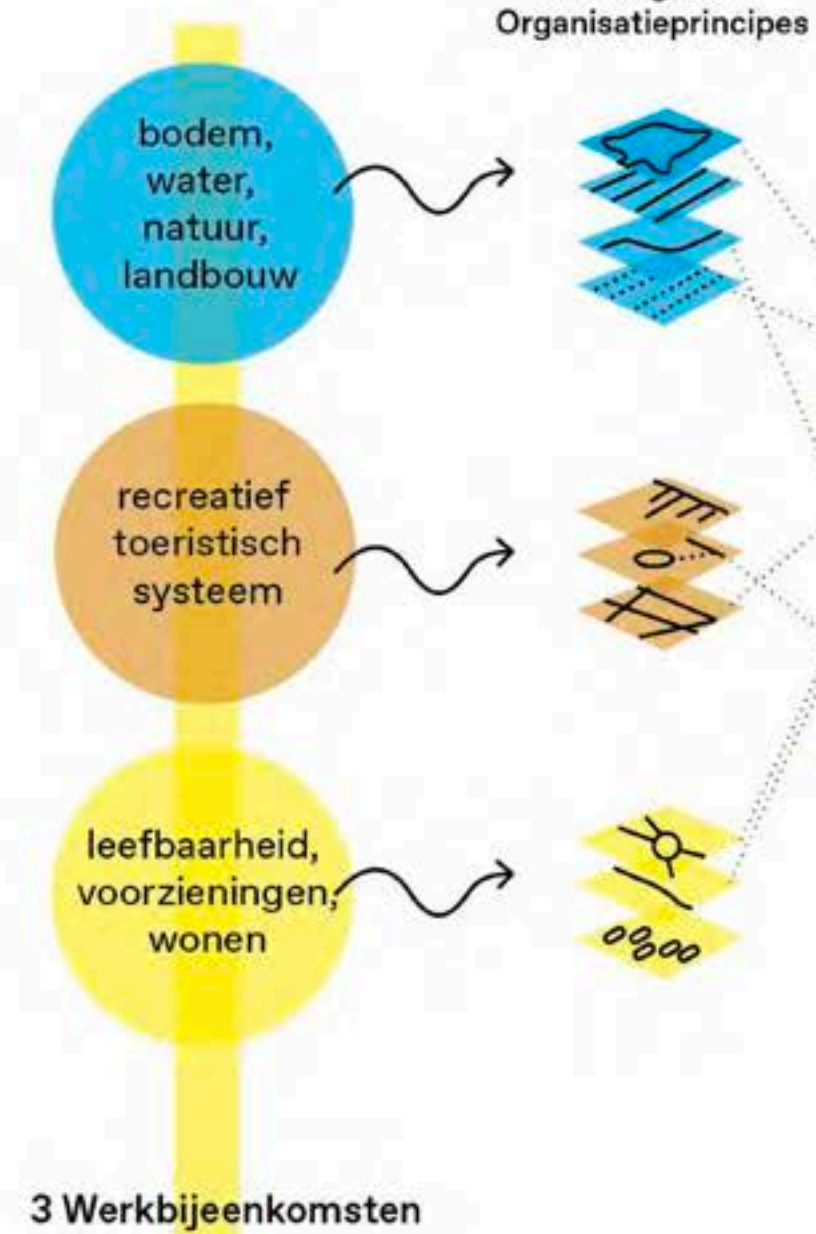 Organisatieprincipes
bodem,
water,
natuur,
landbouw
recreatief
toeristisch
systeem
leefbaarheid,
voorzieningen,
wonen
3 Werkbijeenkomsten